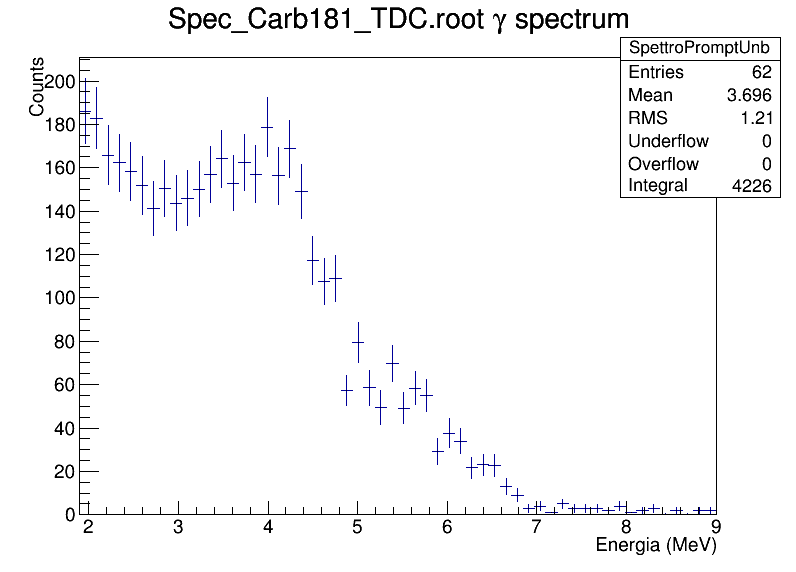 Spec_Carb181_TDC.root γ spectrum
SpettroPromptUnb
Entries 62
Mean 3.696
RMS 1.21
Underflow 0
Overflow 0
Integral 4226
Counts
200
180
160
140
120
100
80
60
40
20
0
2 3 4 5 6 7 8 9
Energia (MeV)